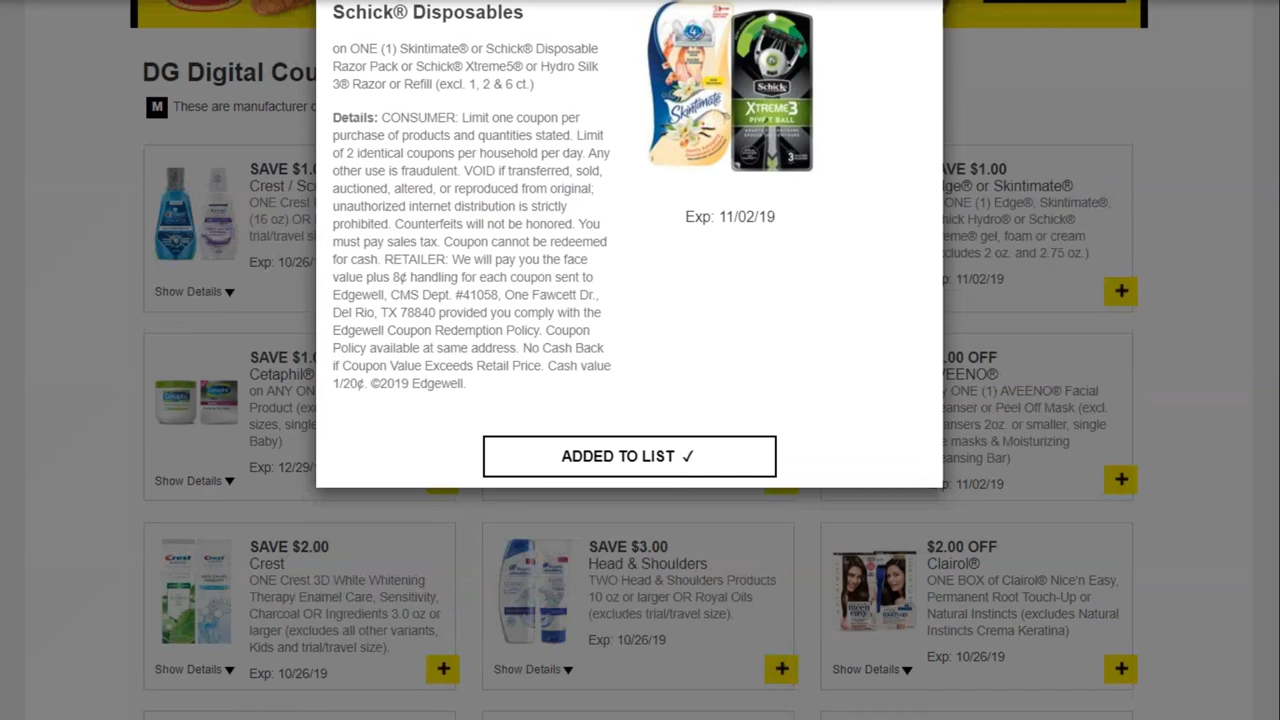 Schick® Disposables
on ONE (1) Skintimate® or Schick® Disposable
Razor Pack or Schick® Xtreme5® or Hydro Silk
3® Razor or Refill (excl. 1, 2 & 6 ct.)
Details: CONSUMER: Limit one coupon per
purchase of products and quantities stated. Limit
of 2 identical coupons per household per day. Any
other use is fraudulent. VOID if transferred, sold,
auctioned, altered, or reproduced from original;
unauthorized internet distribution is strictly
prohibited. Counterfeits will not be honored. You
must pay sales tax. Coupon cannot be redeemed
for cash. RETAILER: We will pay you the face
value plus 8¢ handling for each coupon sent to
Edgewell, CMS Dept. #41058, One Fawcett Dr.,
Del Rio, TX 78840 provided you comply with the
Edgewell Coupon Redemption Policy. Coupon
Policy available at same address. No Cash Back
if Coupon Value Exceeds Retail Price. Cash value
1/20¢. ©2019 Edgewell.
4
Skintimate
Schick
XTREME3
PIVOT BALL
3
Exp: 11/02/19
ADDED TO LIST ✓
DG Digital Cou
M These are manufacturer c
SAVE $1.0
Crest / Sc
ONE Crest
(16 oz) OR
trial/travel s
Exp: 10/26/
Show Details ▼
AVE $1.00
dge® or Skintimate®
ONE (1) Edge®, Skintimate®,
hick Hydro® or Schick®
eme® gel, foam or cream
cludes 2 oz. and 2.75 oz.)
p: 11/02/19
+
SAVE $1.0
Cetaphil®
on ANY ON
Product (ex
sizes, single
Baby)
Exp: 12/29/
Show Details ▼
.00 OFF
VEENO®
ONE (1) AVEENO® Facial
anser or Peel Off Mask (excl.
ansers 2oz. or smaller, single
masks & Moisturizing
eansing Bar)
p: 11/02/19
+
SAVE $2.00
Crest
ONE Crest 3D White Whitening
Therapy Enamel Care, Sensitivity,
Charcoal OR Ingredients 3.0 oz or
larger (excludes all other variants,
Kids and trial/travel size).
Exp: 10/26/19
Show Details ▼
+
SAVE $3.00
Head & Shoulders
TWO Head & Shoulders Products
10 oz or larger OR Royal Oils
(excludes trial/travel size).
Exp: 10/26/19
Show Details ▼
+
$2.00 OFF
Clairol®
ONE BOX of Clairol® Nice'n Easy,
Permanent Root Touch-Up or
Natural Instincts (excludes Natural
Instincts Crema Keratina)
Exp: 10/26/19
Show Details ▼
+